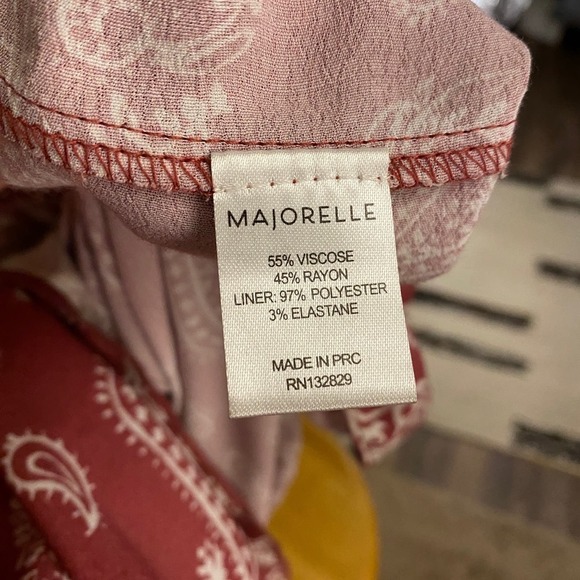 MAJORELLE
55% VISCOSE
45% RAYON
LINER: 97% POLYESTER
3% ELASTANE
MADE IN PRC
RN132829